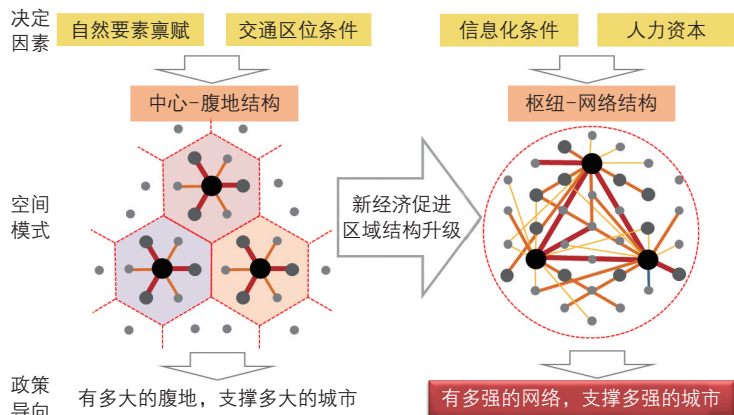 决定
因素
自然要素禀赋
交通区位条件
信息化条件
人力资本
中心-腹地结构
枢纽-网络结构
空间
模式
新经济促进
区域结构升级
政策
导向
有多大的腹地，支撑多大的城市
有多强的网络，支撑多强的城市